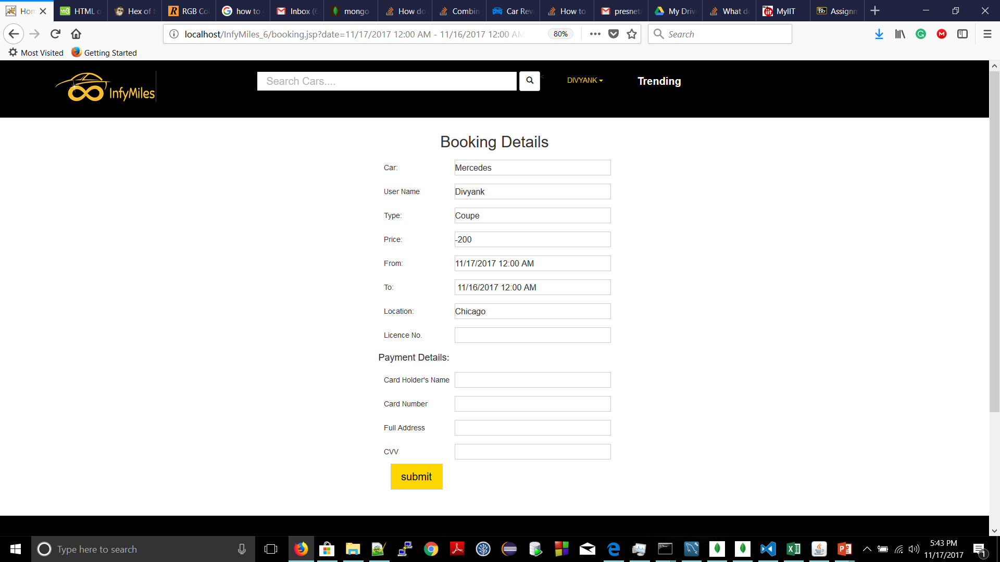 Hom
HTML o
Hex of t
RGB Co
how to
Inbox (6
mongo
How do
Combin
Car Rev
How to
presnet
My Driv
What d
MyIIT
Assignm
localhost/InfyMiles_6/booking.jsp?date=11/17/2017 12:00 AM - 11/16/2017 12:00 AM
80%
Search
Most Visited
Getting Started
InfyMiles
Search Cars....
<
DIVYANK
Trending
Booking Details
Car: Mercedes
User Name Divyank
Type: Coupe
Price: -200
From: 11/17/2017 12:00 AM
To: 11/16/2017 12:00 AM
Location: Chicago
Licence No.
Payment Details:
Card Holder's Name
Card Number
Full Address
CVV
submit
Type here to search
5:43 PM
11/17/2017
1